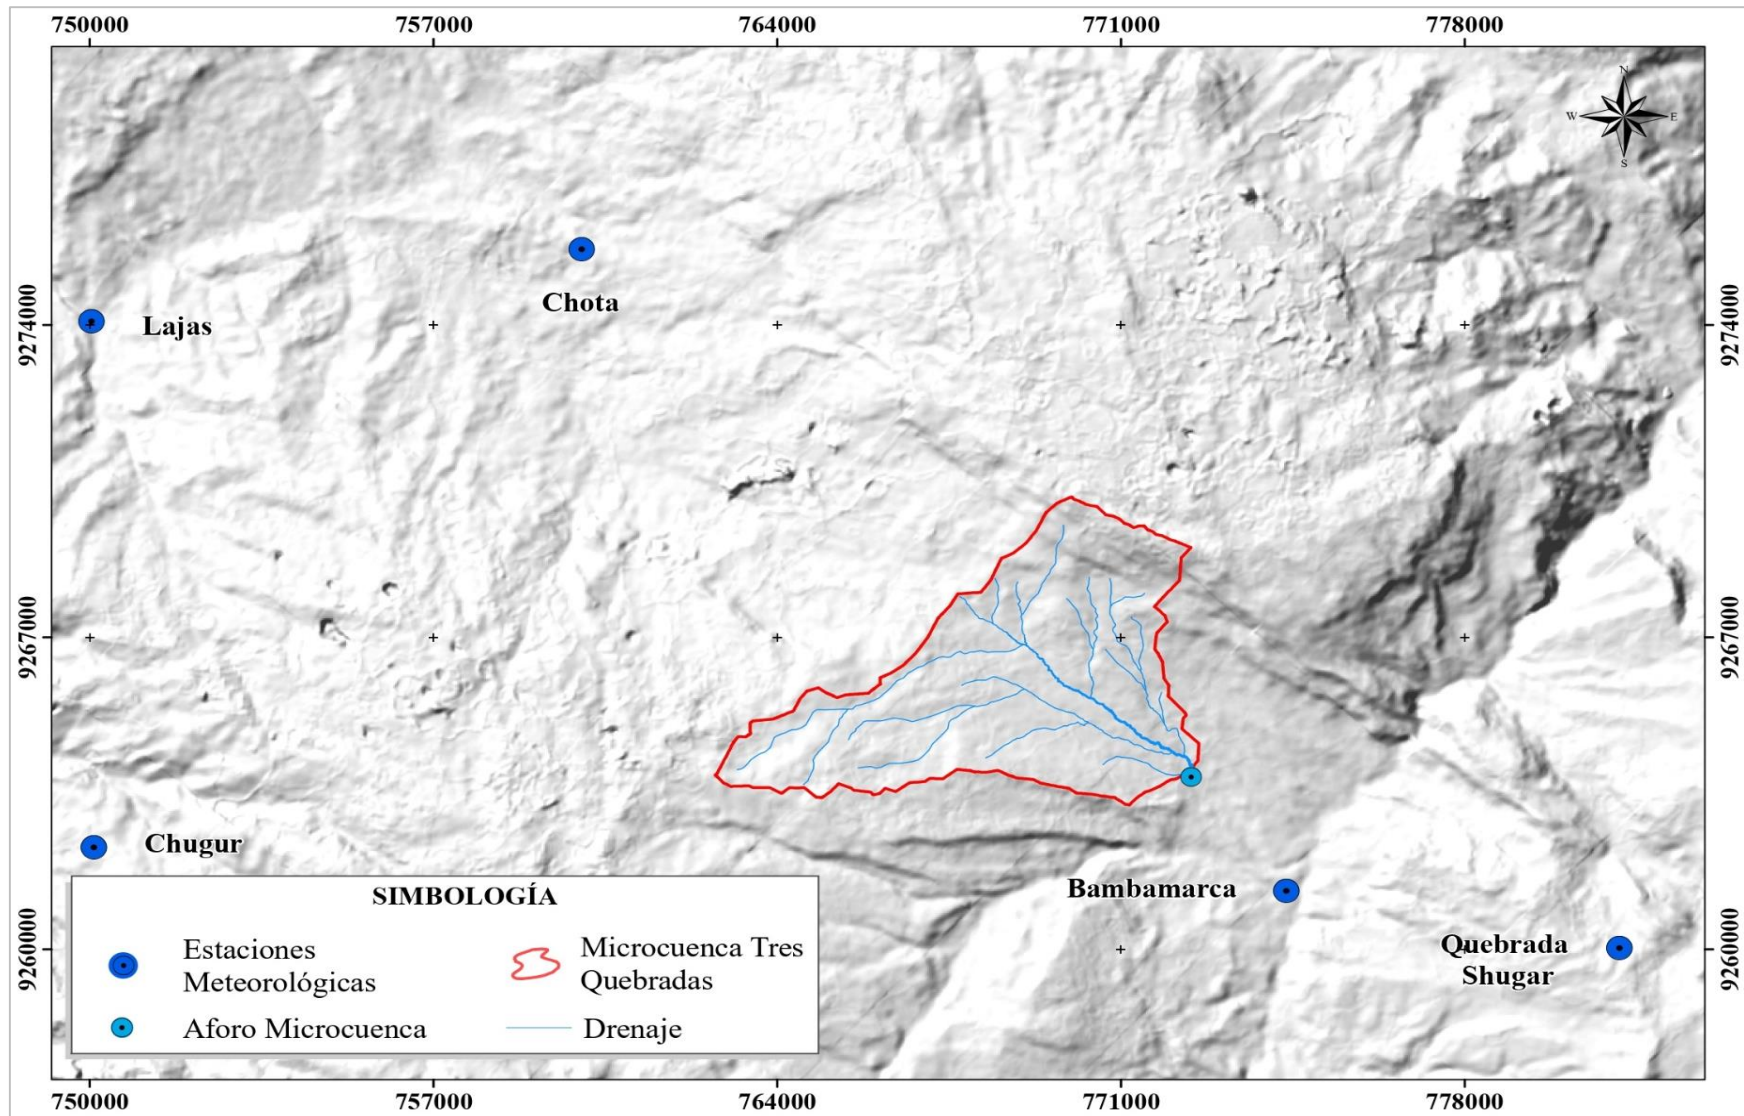 750000 757000 764000 771000 778000
N
W E
S
Chota
9274000 Lajas 9274000
9267000 9267000
Chugur
SIMBOLOGÍA
Bambamarca
Estaciones
Meteorológicas
Microcuenca Tres
Quebradas
Quebrada
Shugar
9260000 9260000
Aforo Microcuenca Drenaje
750000 757000 764000 771000 778000